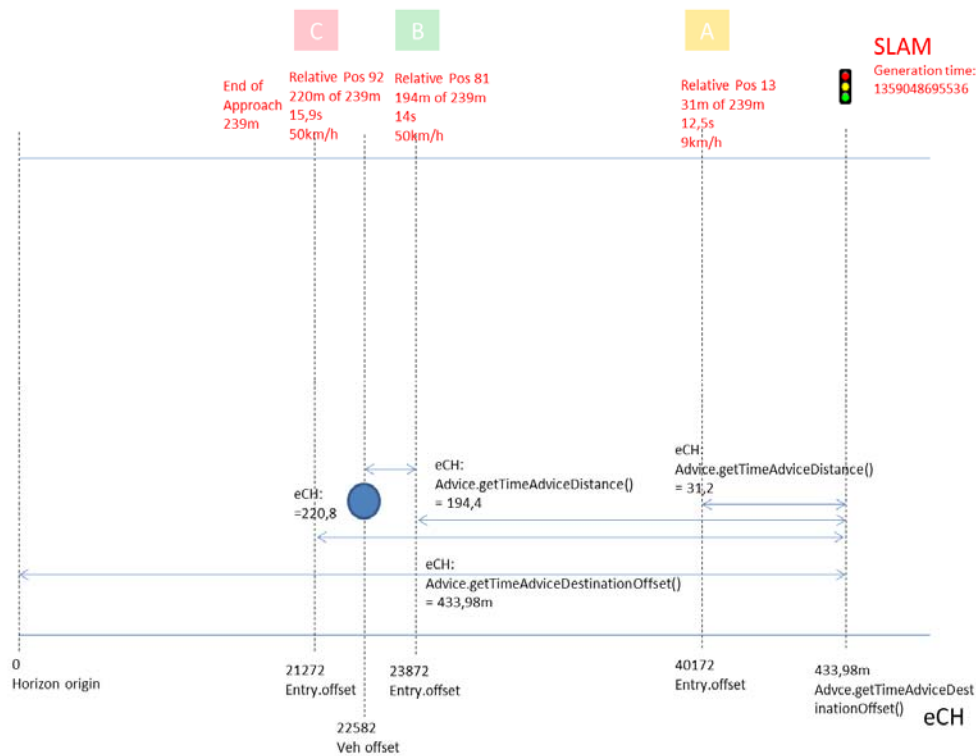 C
B
A
SLAM
Generation time:
1359048695536
End of
Approach
239m
Relative Pos 92
220m of 239m
15,9s
50km/h
Relative Pos 81
194m of 239m
14s
50km/h
Relative Pos 13
31m of 239m
12,5s
9km/h
eCH:
Advice.getTimeAdviceDistance()
= 31,2
eCH:
Advice.getTimeAdviceDistance()
= 194,4
eCH:
=220,8
eCH:
Advice.getTimeAdviceDestinationOffset()
= 433,98m
0
Horizon origin
21272
Entry.offset
22582
Veh offset
23872
Entry.offset
40172
Entry.offset
433,98m
Advce.getTimeAdviceDest
inationOffset()
eCH